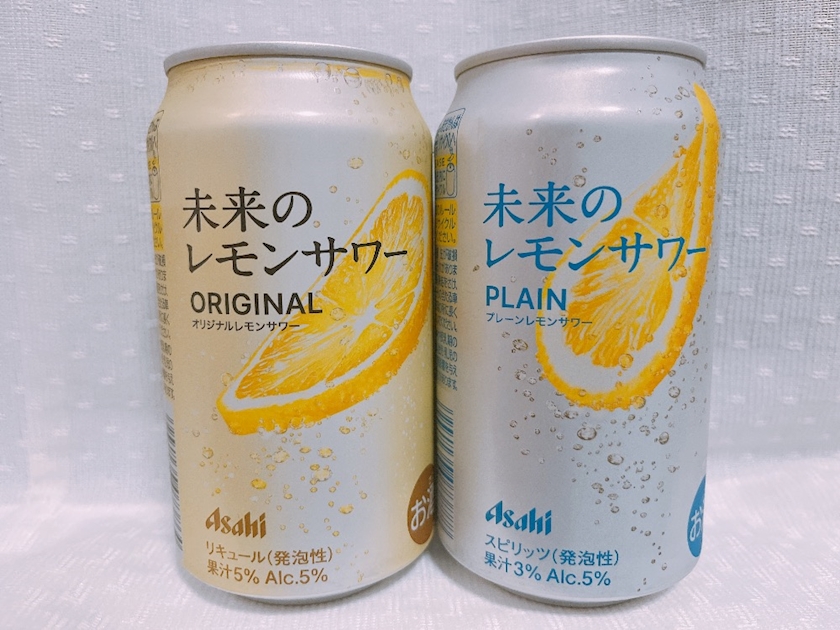 未来の
レモンサワー
ORIGINAL
オリジナルレモンサワー
Asahi
リキュール(発泡性)
果汁5% Alc.5%
お酒
未来の
レモンサワー
PLAIN
プレーンレモンサワー
Asahi
スピリッツ(発泡性)
果汁3% Alc.5%
お